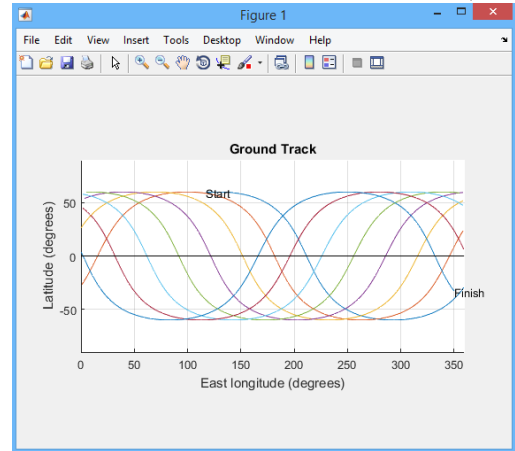 Figure 1
File Edit View Insert Tools Desktop Window Help
Ground Track
Start
Finish
50
0
-50
Latitude (degrees)
0 50 100 150 200 250 300 350
East longitude (degrees)